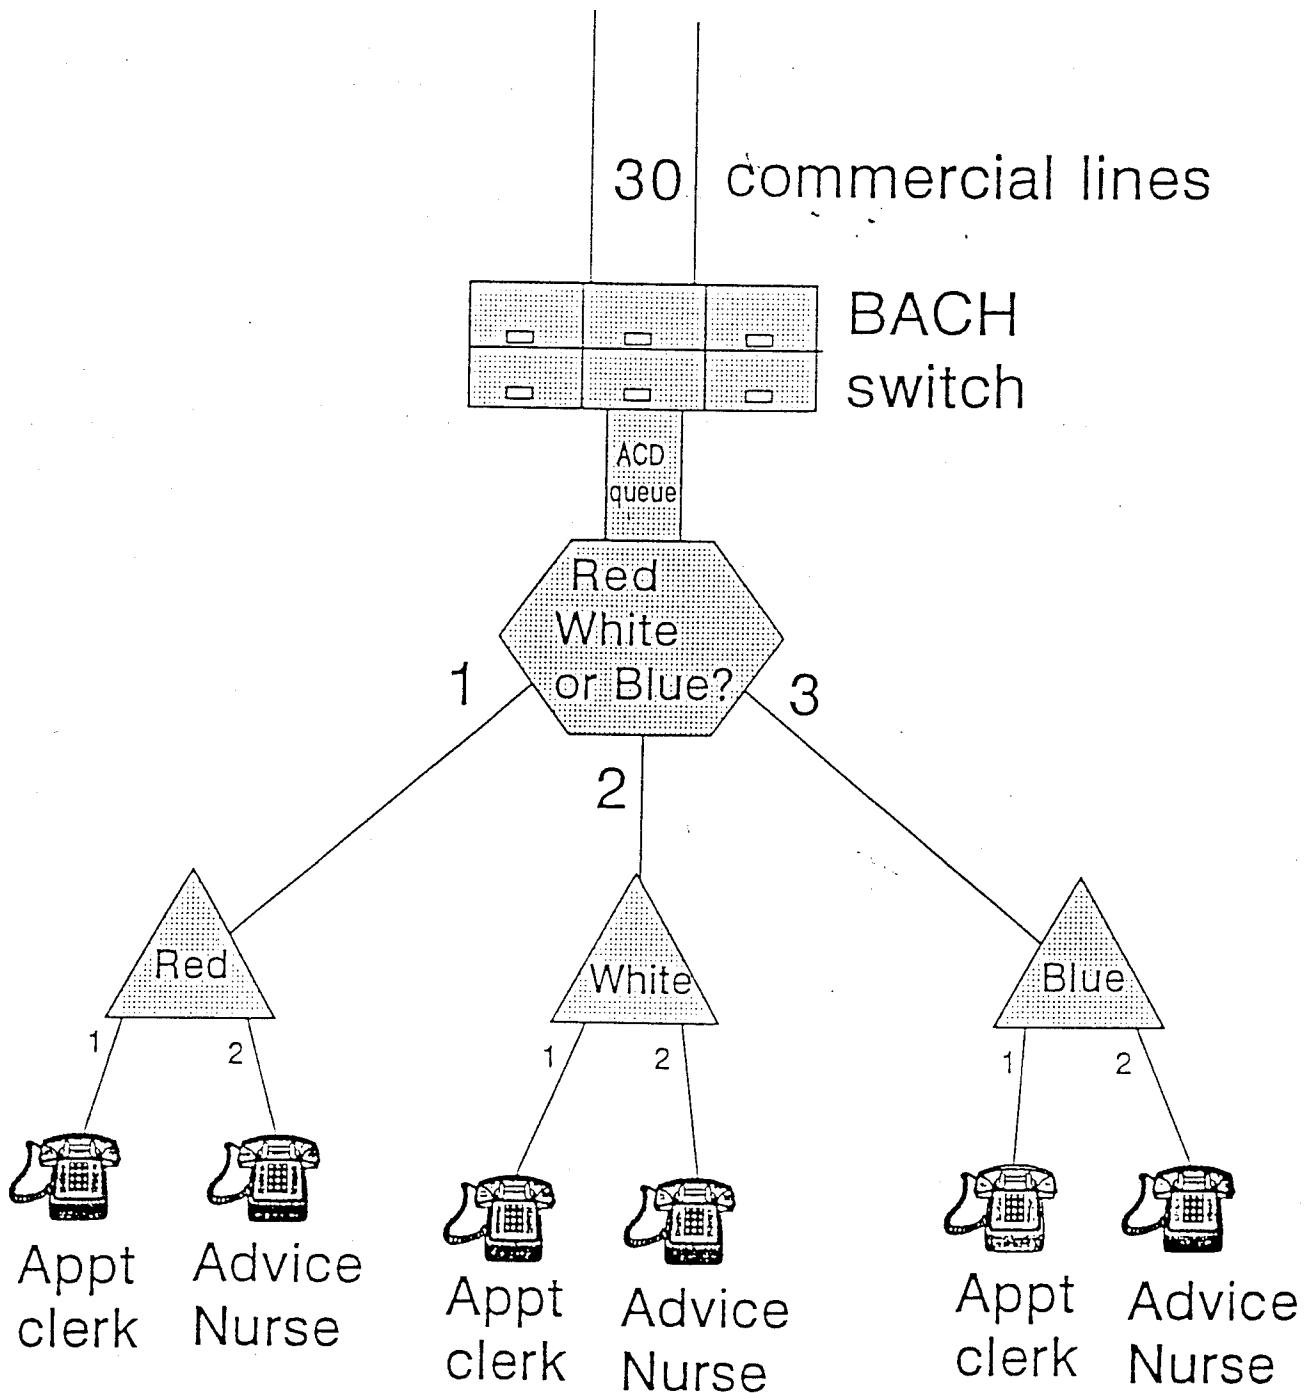 30 commercial lines
BACH
switch
ACD
queue
Red
White
or Blue?
1
3
2
Red
White
Blue
1
2
1
2
1
2
Appt
clerk
Advice
Nurse
Appt
clerk
Advice
Nurse
Appt
clerk
Advice
Nurse